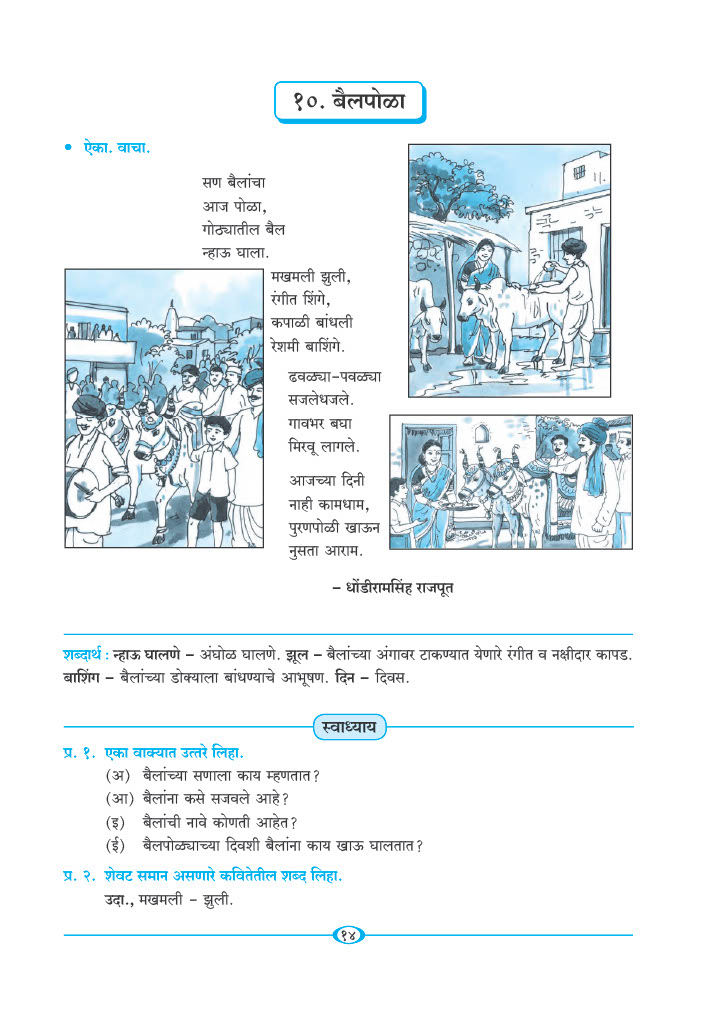 १०. बैलपोळा
• ऐका. वाचा.
सण बैलांचा
आज पोळा,
गोठ्यातील बैल
न्हाऊ घाला.
मखमली झुली,
रंगीत शिंगे,
कपाळी बांधली
रेशमी बाशिंगे.
ढवळ्या-पवळ्या
सजलेधजले.
गावभर बघा
मिरवू लागले.
आजच्या दिनी
नाही कामधाम,
पुरणपोळी खाऊन
नुसता आराम.
– धोंडीरामसिंह राजपूत
शब्दार्थ : न्हाऊ घालणे – अंघोळ घालणे. झूल – बैलांच्या अंगावर टाकण्यात येणारे रंगीत व नक्षीदार कापड.
बाशिंग – बैलांच्या डोक्याला बांधण्याचे आभूषण. दिन – दिवस.
स्वाध्याय
प्र. १. एका वाक्यात उत्तरे लिहा.
(अ) बैलांच्या सणाला काय म्हणतात?
(आ) बैलांना कसे सजवले आहे?
(इ) बैलांची नावे कोणती आहेत?
(ई) बैलपोळ्याच्या दिवशी बैलांना काय खाऊ घालतात?
प्र. २. शेवट समान असणारे कवितेतील शब्द लिहा.
उदा., मखमली - झुली.
१४